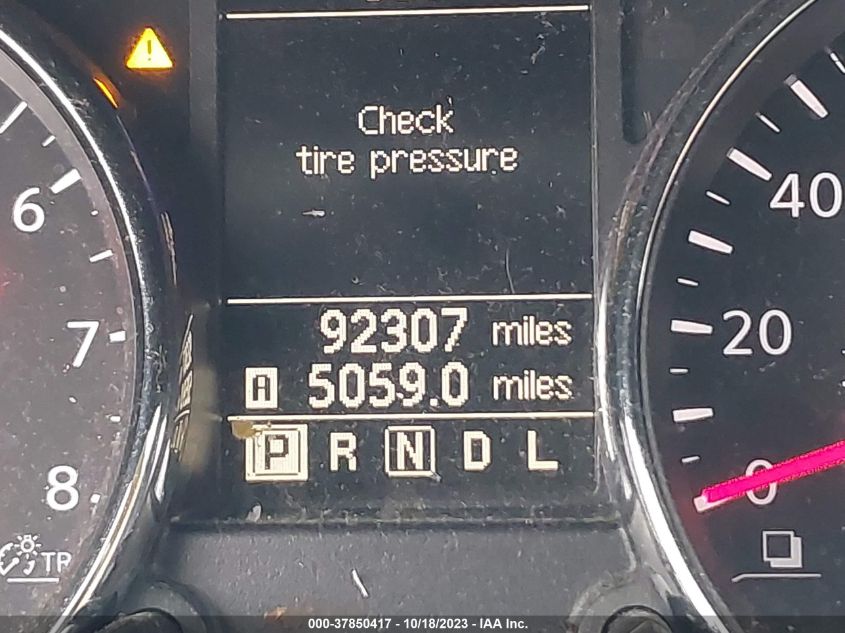 Check
tire pressure
92307 miles
A 5059.0 miles
P R N D L
6
7
8
TR
40
20
0
000-37850417 - 10/18/2023 - IAA Inc.